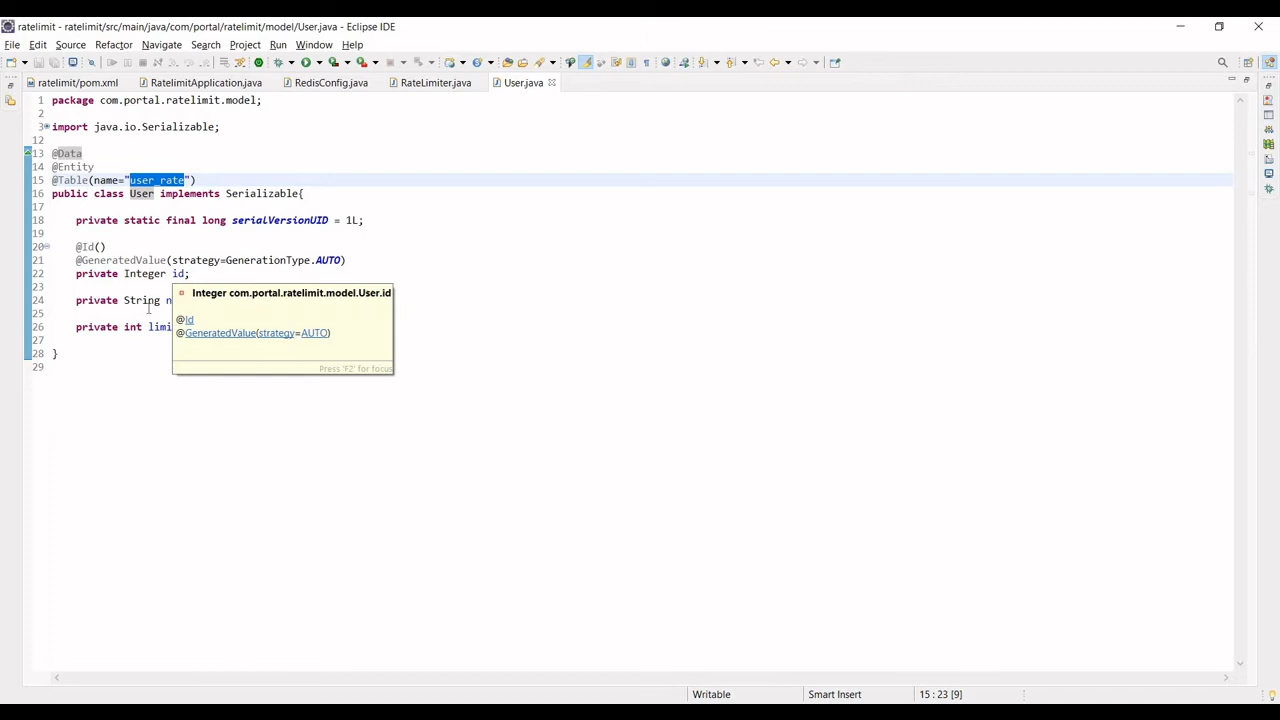 ratelimit - ratelimit/src/main/java/com/portal/ratelimit/model/User.java - Eclipse IDE
File Edit Source Refactor Navigate Search Project Run Window Help
ratelimit/pom.xml RatelimitApplication.java RedisConfig.java RateLimiter.java User.java
1 package com.portal.ratelimit.model;
2
3 import java.io.Serializable;
12
13 @Data
14 @Entity
15 @Table(name="user_rate")
16 public class User implements Serializable{
17
18 private static final long serialVersionUID = 1L;
19
20 @Id()
21 @GeneratedValue(strategy=GenerationType.AUTO)
22 private Integer id;
23
24 private String n
25
26 private int limi
27
28 }
29
Integer com.portal.ratelimit.model.User.id
@Id
@GeneratedValue(strategy=AUTO)
Press 'F2' for focus
Writable Smart Insert 15 : 23 [9]